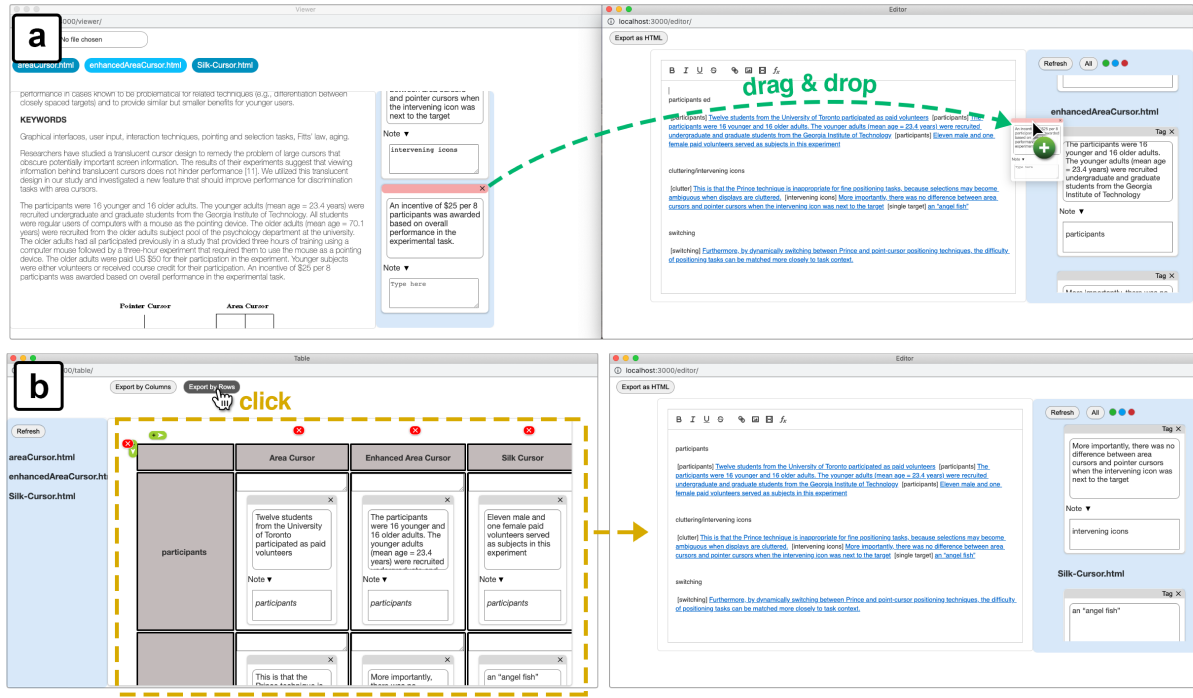 Viewer
a
000/viewer/
No file chosen
areaCursor.html
enhancedAreaCursor.html
Silk-Cursor.html
performance in cases known to be problematical for related techniques (e.g., differentiation between
closely spaced targets) and to provide similar but smaller benefits for younger users.
KEYWORDS
Graphical interfaces, user input, interaction techniques, pointing and selection tasks, Fitts' law, aging.
Researchers have studied a translucent cursor design to remedy the problem of large cursors that
obscure potentially important screen information. The results of their experiments suggest that viewing
information behind translucent cursors does not hinder performance [11]. We utilized this translucent
design in our study and investigated a new feature that should improve performance for discrimination
tasks with area cursors.
The participants were 16 younger and 16 older adults. The younger adults (mean age = 23.4 years) were
recruited undergraduate and graduate students from the Georgia Institute of Technology. All students
were regular users of computers with a mouse as the pointing device. The older adults (mean age = 70.1
years) were recruited from the older adults subject pool of the psychology department at the university.
The older adults had all participated previously in a study that provided three hours of training using a
computer mouse followed by a three-hour experiment that required them to use the mouse as a pointing
device. The older adults were paid US $50 for their participation in the experiment. Younger subjects
were either volunteers or received course credit for their participation. An incentive of $25 per 8
participants was awarded based on overall performance in the experimental task.
Pointer Cursor
Area Cursor
between area cursors
and pointer cursors when
the intervening icon was
next to the target
Note ▼
intervening icons
×
An incentive of $25 per 8
participants was awarded
based on overall
performance in the
experimental task.
Note ▼
Type here
Editor
localhost:3000/editor/
Export as HTML
B I U S
fx
drag & drop
participants ed
[participants] Twelve students from the University of Toronto participated as paid volunteers [participants] The
participants were 16 younger and 16 older adults. The younger adults (mean age = 23.4 years) were recruited
undergraduate and graduate students from the Georgia Institute of Technology [participants] Eleven male and one
female paid volunteers served as subjects in this experiment
cluttering/intervening icons
[clutter] This is that the Prince technique is inappropriate for fine positioning tasks, because selections may become
ambiguous when displays are cluttered. [intervening icons] More importantly, there was no difference between area
cursors and pointer cursors when the intervening icon was next to the target [single target] an "angel fish"
switching
[switching] Furthermore, by dynamically switching between Prince and point-cursor positioning techniques, the difficulty
of positioning tasks can be matched more closely to task context.
Refresh
All
enhancedAreaCursor.html
Tag ×
The participants were 16
younger and 16 older adults.
The younger adults (mean age
= 23.4 years) were recruited
undergraduate and graduate
students from the Georgia
Institute of Technology
Note ▼
participants
Tag ×
More importantly, there was no
Note ▼
Type here
Table
b
000/table/
Export by Columns
Export by Rows
click
Refresh
areaCursor.html
enhancedAreaCursor.ht
Silk-Cursor.html
Area Cursor
Enhanced Area Cursor
Silk Cursor
participants
×
Twelve students
from the University
of Toronto
participated as paid
volunteers
Note ▼
participants
×
The participants
were 16 younger and
16 older adults. The
younger adults
(mean age = 23.4
years) were recruited
Note ▼
participants
×
Eleven male and
one female paid
volunteers served
as subjects in this
experiment
Note ▼
participants
×
This is that the
Prince technique is
×
More importantly,
there was no
×
an "angel fish"
Editor
localhost:3000/editor/
Export as HTML
B I U S
fx
participants
[participants] Twelve students from the University of Toronto participated as paid volunteers [participants] The
participants were 16 younger and 16 older adults. The younger adults (mean age = 23.4 years) were recruited
undergraduate and graduate students from the Georgia Institute of Technology [participants] Eleven male and one
female paid volunteers served as subjects in this experiment
cluttering/intervening icons
[clutter] This is that the Prince technique is inappropriate for fine positioning tasks, because selections may become
ambiguous when displays are cluttered. [intervening icons] More importantly, there was no difference between area
cursors and pointer cursors when the intervening icon was next to the target [single target] an "angel fish"
switching
[switching] Furthermore, by dynamically switching between Prince and point-cursor positioning techniques, the difficulty
of positioning tasks can be matched more closely to task context.
Refresh
All
Tag ×
More importantly, there was no
difference between area
cursors and pointer cursors
when the intervening icon was
next to the target
Note ▼
intervening icons
Silk-Cursor.html
Tag ×
an "angel fish"